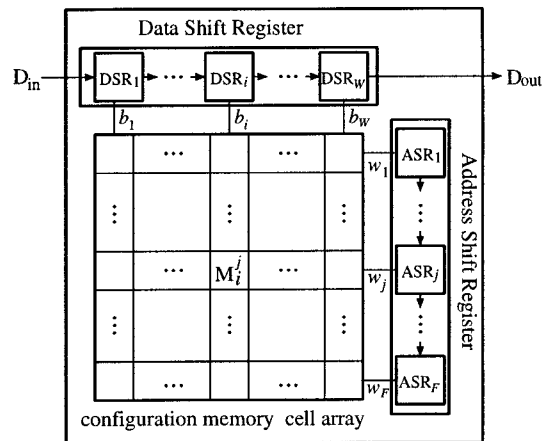 Data Shift Register
D_in DSR_1 ... DSR_i ... DSR_W D_out
b_1 b_i b_W
... ... w_1 ASR_1
⋮ ⋮ ⋮ ⋮
... M_i^j ... w_j ASR_j
⋮ ⋮ ⋮ ⋮
... ... w_F ASR_F
Address Shift Register
configuration memory cell array